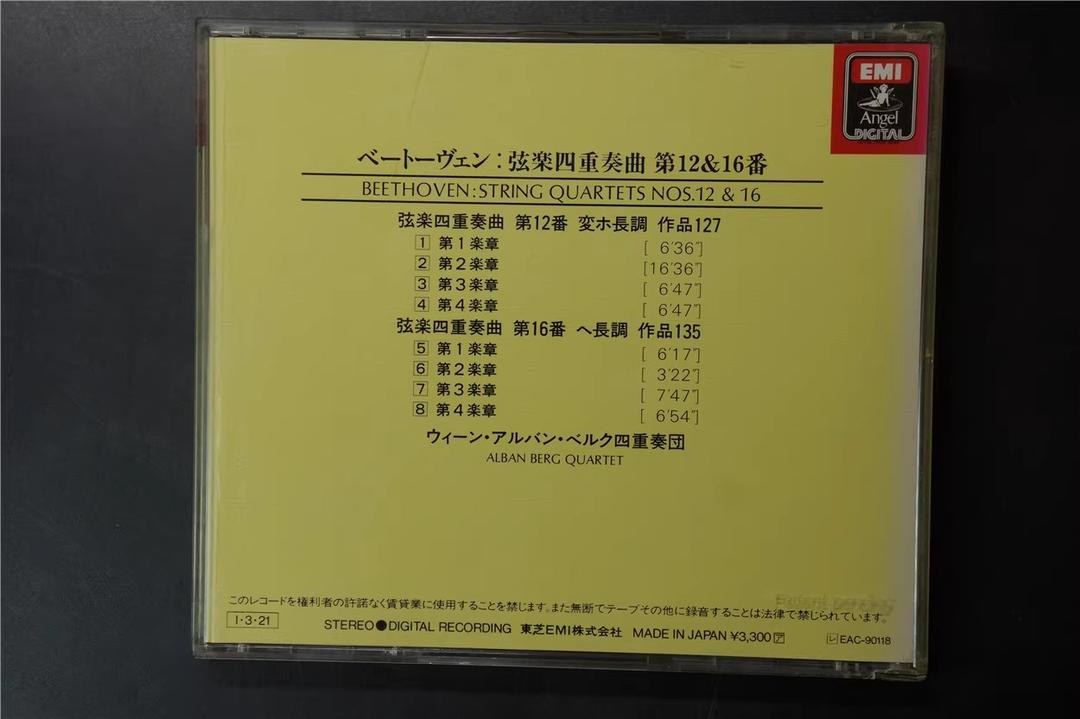 EMI
Angel
DIGITAL
ベートーヴェン:弦楽四重奏曲 第12&16番
BEETHOVEN:STRING QUARTETS NOS.12 & 16
弦楽四重奏曲 第12番 変ホ長調 作品127
1 第1楽章 [ 6'36"]
2 第2楽章 [16'36"]
3 第3楽章 [ 6'47"]
4 第4楽章 [ 6'47"]
弦楽四重奏曲 第16番 ヘ長調 作品135
5 第1楽章 [ 6'17"]
6 第2楽章 [ 3'22"]
7 第3楽章 [ 7'47"]
8 第4楽章 [ 6'54"]
ウィーン・アルバン・ベルク四重奏団
ALBAN BERG QUARTET
このレコードを権利者の許諾なく賃貸業に使用することを禁じます。また無断でテープその他に録音することは法律で禁じられています。
I・3・21
STEREO●DIGITAL RECORDING 東芝EMI株式会社 MADE IN JAPAN ¥3,300 ア
レ EAC-90118